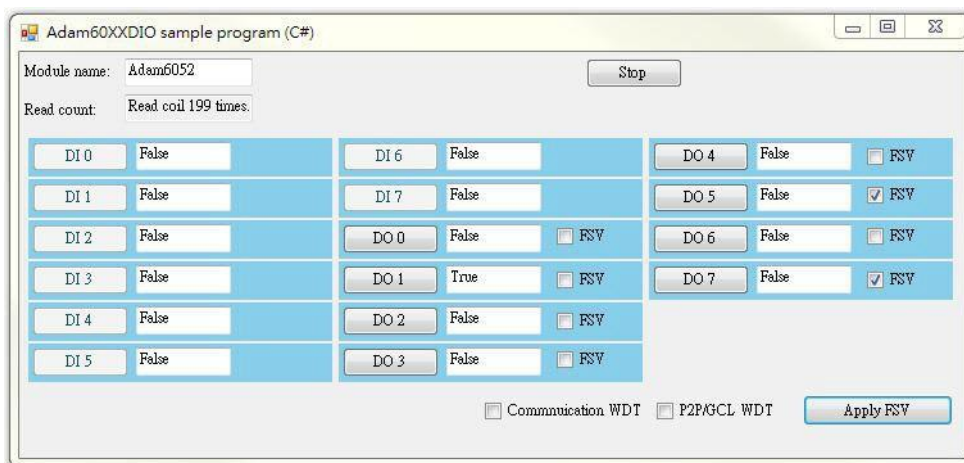 Adam60XXDIO sample program (C#)
Module name: Adam6052 Stop
Read count: Read coil 199 times.
DI 0 False DI 6 False DO 4 False FSV
DI 1 False DI 7 False DO 5 False FSV
DI 2 False DO 0 False FSV DO 6 False FSV
DI 3 False DO 1 True FSV DO 7 False FSV
DI 4 False DO 2 False FSV
DI 5 False DO 3 False FSV
Commnuication WDT P2P/GCL WDT Apply FSV